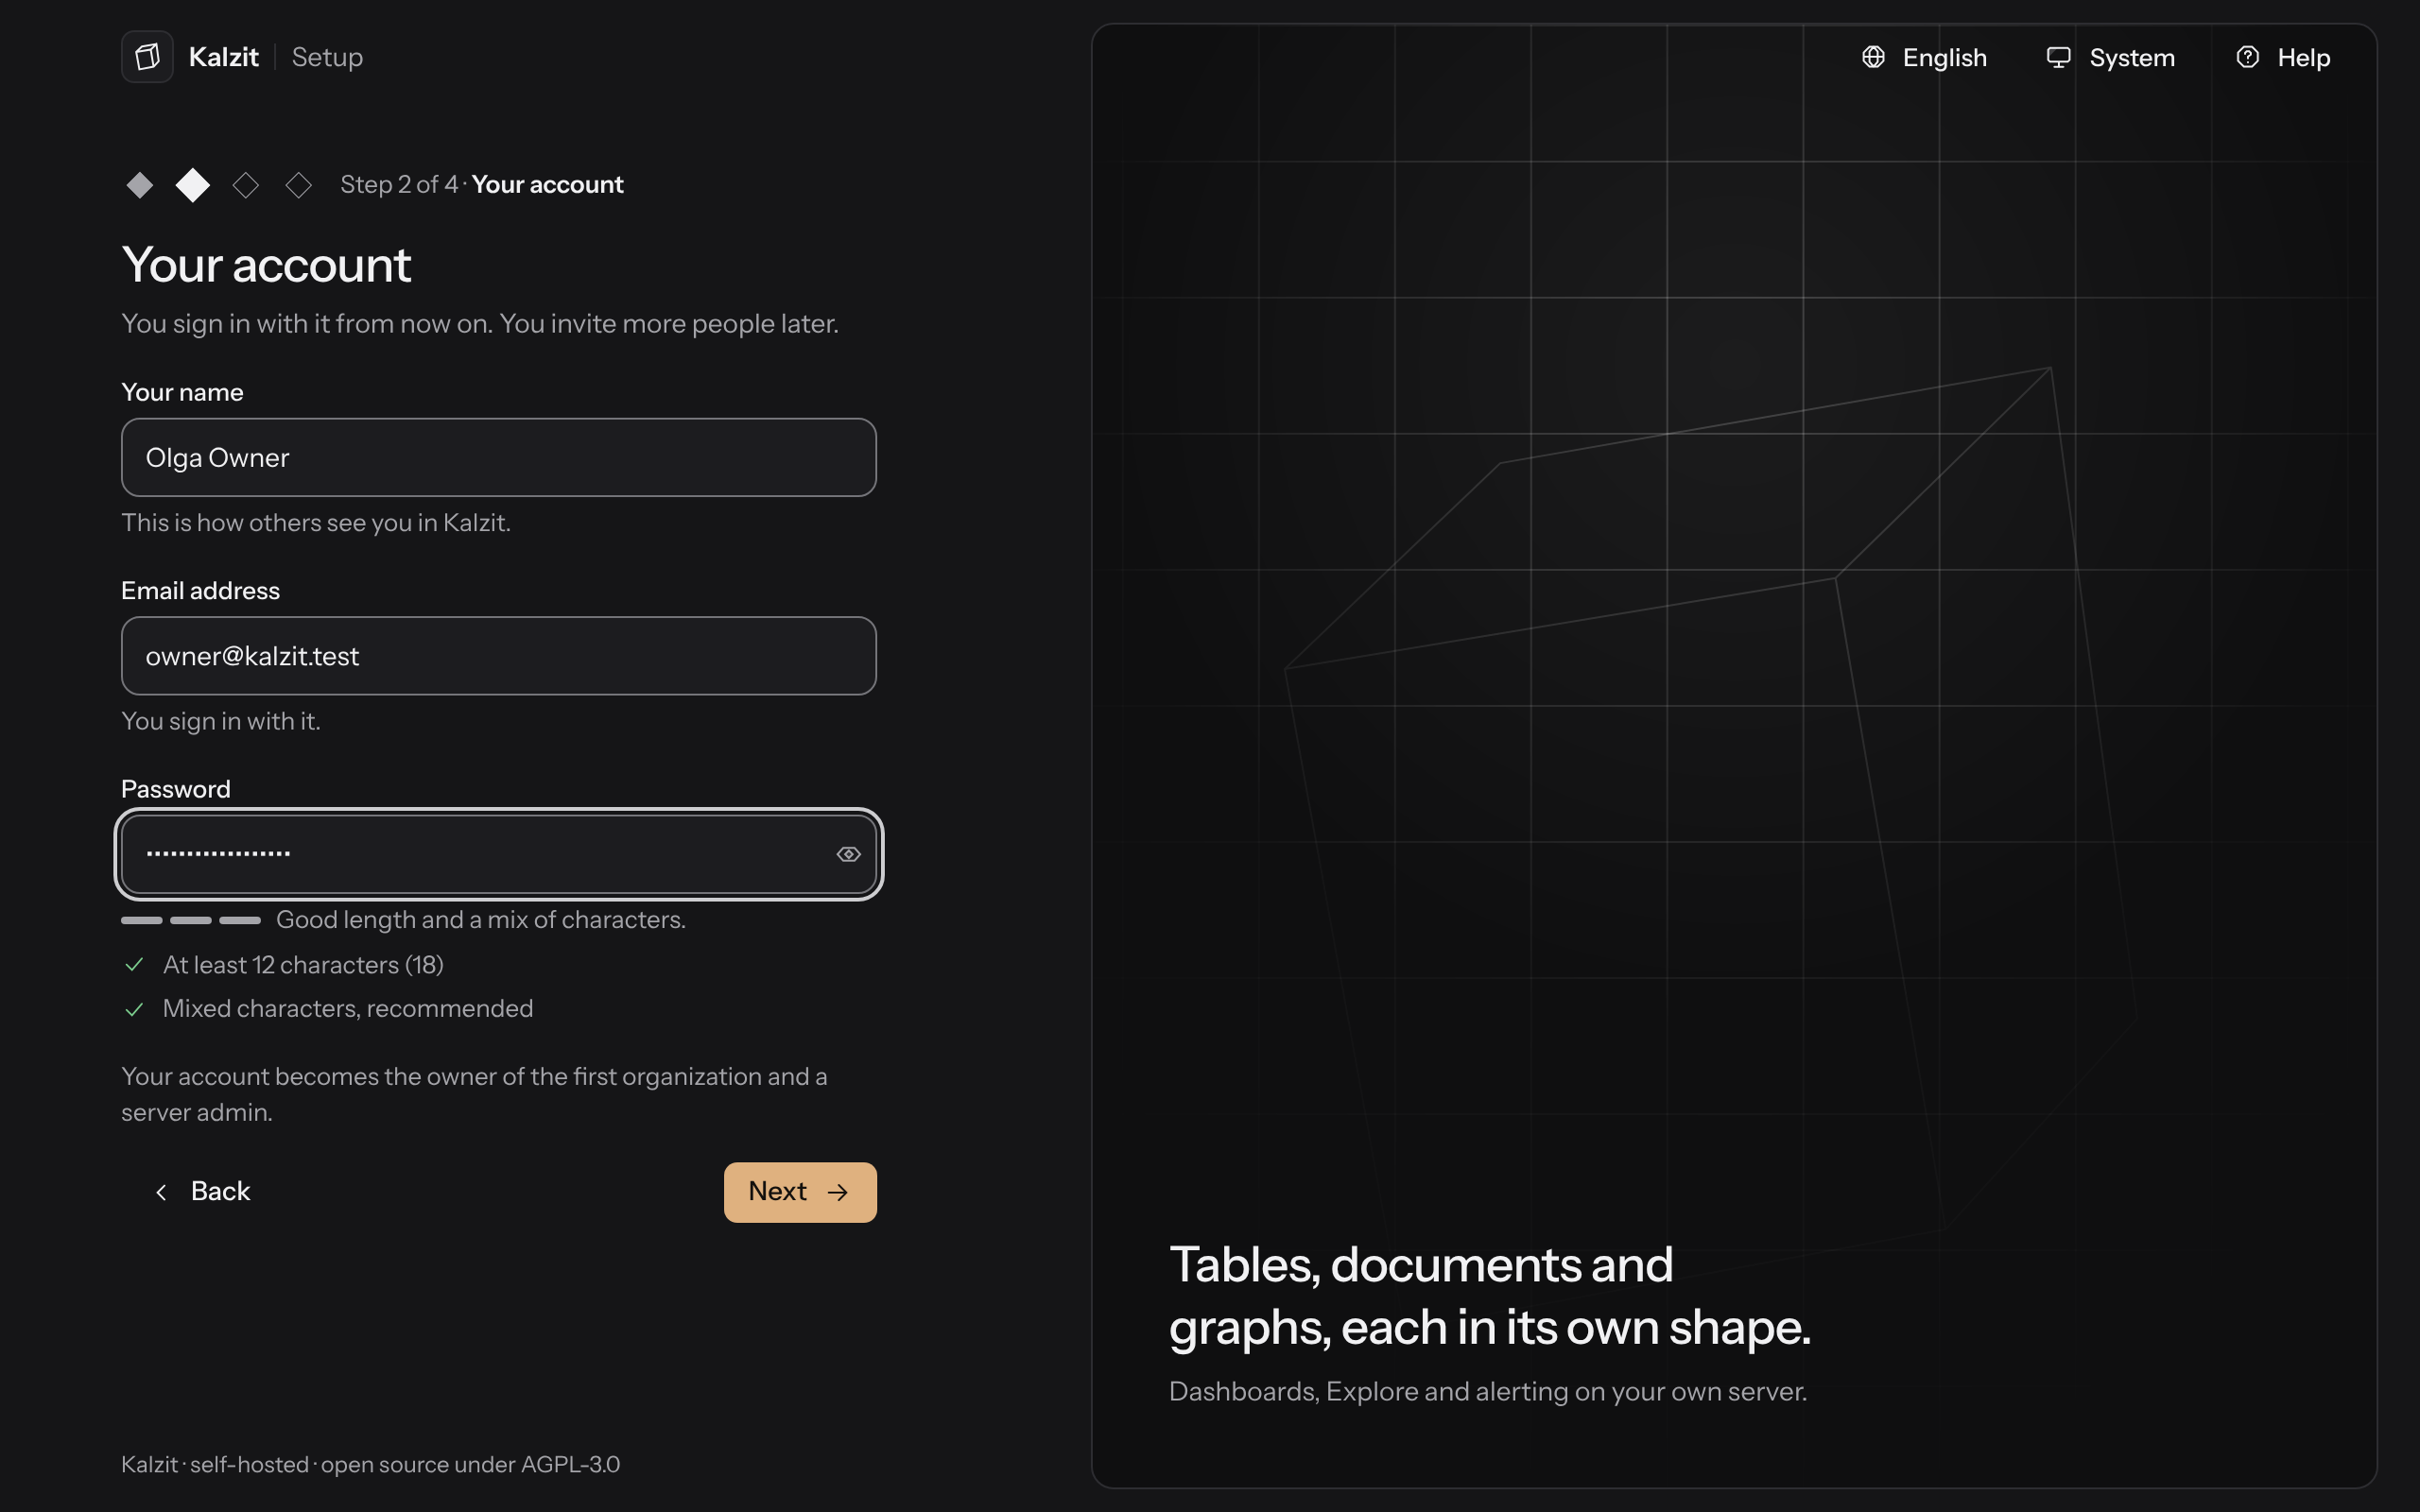 Kalzit
Setup
English
System
Help
Step 2 of 4 · Your account
Your account
You sign in with it from now on. You invite more people later.
Your name
Olga Owner
This is how others see you in Kalzit.
Email address
owner@kalzit.test
You sign in with it.
Password
••••••••••••••••••
Good length and a mix of characters.
At least 12 characters (18)
Mixed characters, recommended
Your account becomes the owner of the first organization and a
server admin.
Back
Next
Tables, documents and
graphs, each in its own shape.
Dashboards, Explore and alerting on your own server.
Kalzit · self-hosted · open source under AGPL-3.0